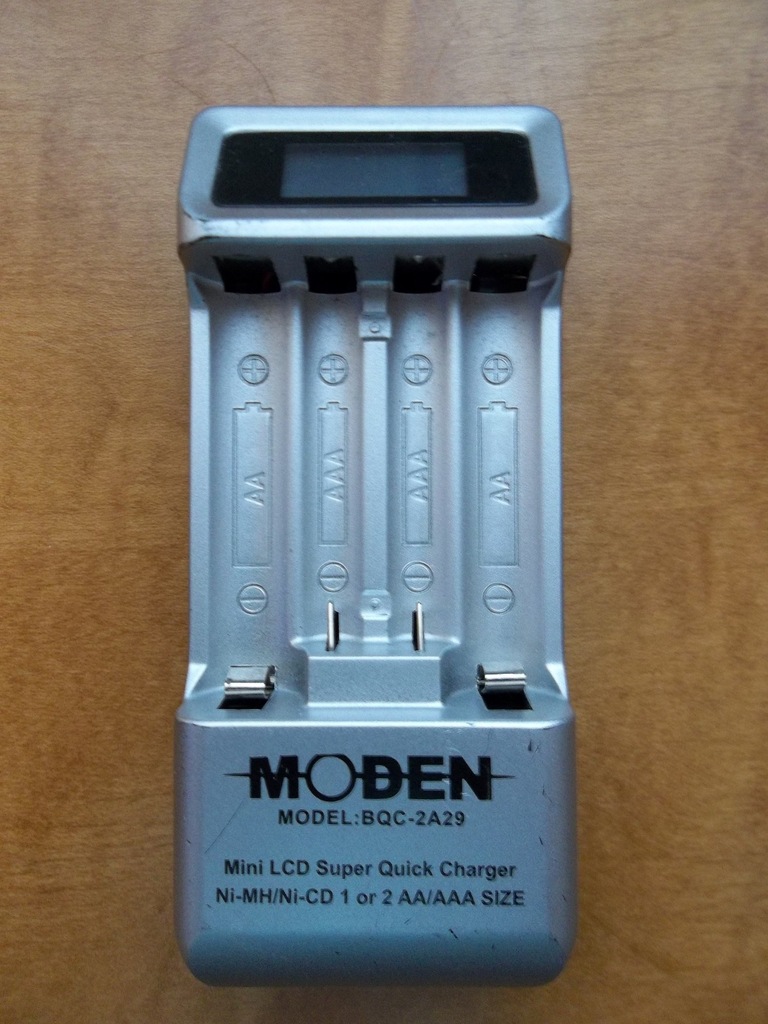 AA AAA AAA AA
MODEN
MODEL:BQC-2A29
Mini LCD Super Quick Charger
Ni-MH/Ni-CD 1 or 2 AA/AAA SIZE